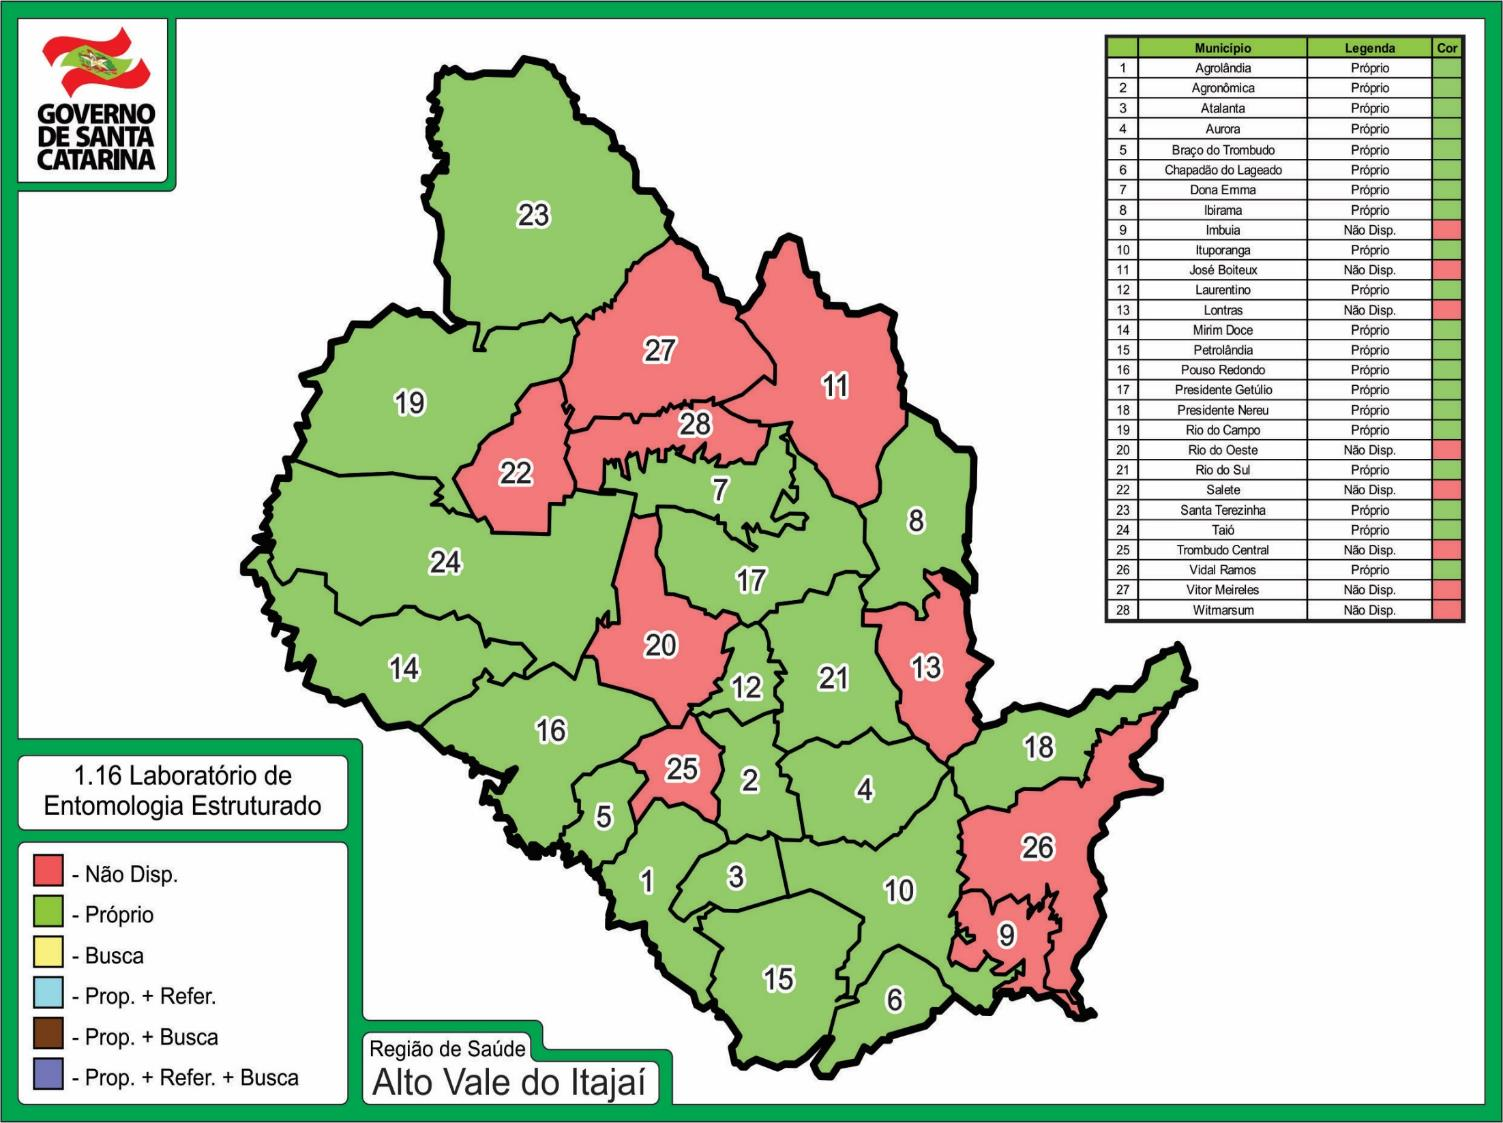 GOVERNO
DE SANTA
CATARINA
Município Legenda Cor
1 Agrolândia Próprio
2 Agronômica Próprio
3 Atalanta Próprio
4 Aurora Próprio
5 Braço do Trombudo Próprio
6 Chapadão do Lageado Próprio
7 Dona Emma Próprio
8 Ibirama Próprio
9 Imbuia Não Disp.
10 Ituporanga Próprio
11 José Boiteux Não Disp.
12 Laurentino Próprio
13 Lontras Não Disp.
14 Mirim Doce Próprio
15 Petrolândia Próprio
16 Pouso Redondo Próprio
17 Presidente Getúlio Próprio
18 Presidente Nereu Próprio
19 Rio do Campo Próprio
20 Rio do Oeste Não Disp.
21 Rio do Sul Próprio
22 Salete Não Disp.
23 Santa Terezinha Próprio
24 Taió Próprio
25 Trombudo Central Não Disp.
26 Vidal Ramos Próprio
27 Vitor Meireles Não Disp.
28 Witmarsum Não Disp.
23
27
11
19
28
22
7
8
24
17
20
14
12
21
13
16
25
2
4
18
5
26
1
3
10
9
15
6
1.16 Laboratório de
Entomologia Estruturado
- Não Disp.
- Próprio
- Busca
- Prop. + Refer.
- Prop. + Busca
- Prop. + Refer. + Busca
Região de Saúde
Alto Vale do Itajaí